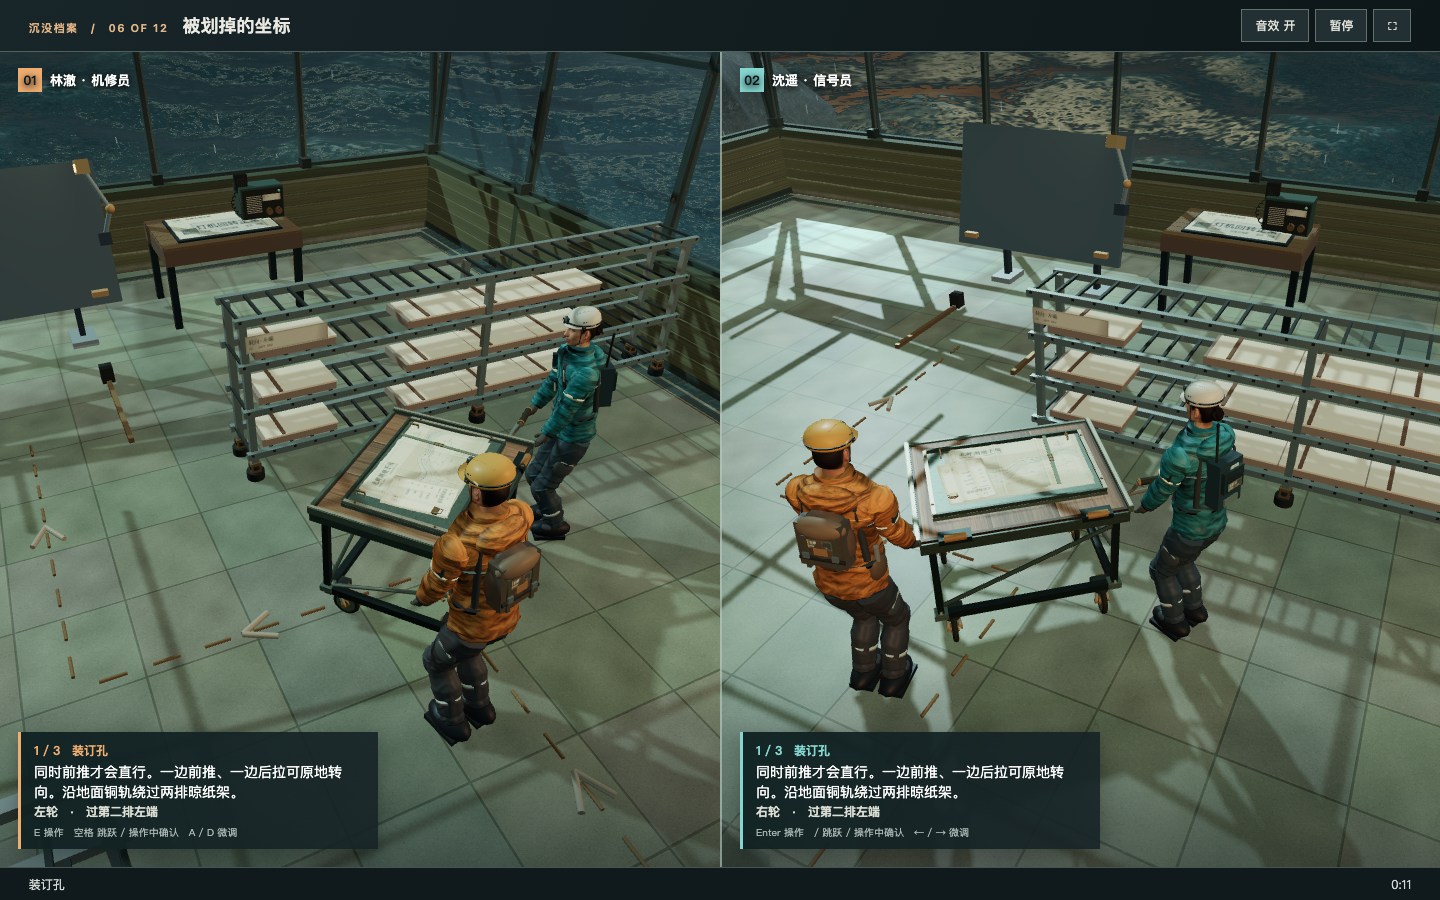 沉没档案 / 06 OF 12 被划掉的坐标
音效 开
暂停
01 林澈 · 机修员
02 沈遥 · 信号员
1 / 3 装订孔
同时前推才会直行。一边前推、一边后拉可原地转
向。沿地面铜轨绕过两排晾纸架。
左轮 · 过第二排左端
E 操作 空格 跳跃 / 操作中确认 A / D 微调
1 / 3 装订孔
同时前推才会直行。一边前推、一边后拉可原地转
向。沿地面铜轨绕过两排晾纸架。
右轮 · 过第二排左端
Enter 操作 / 跳跃 / 操作中确认 ← / → 微调
装订孔
0:11